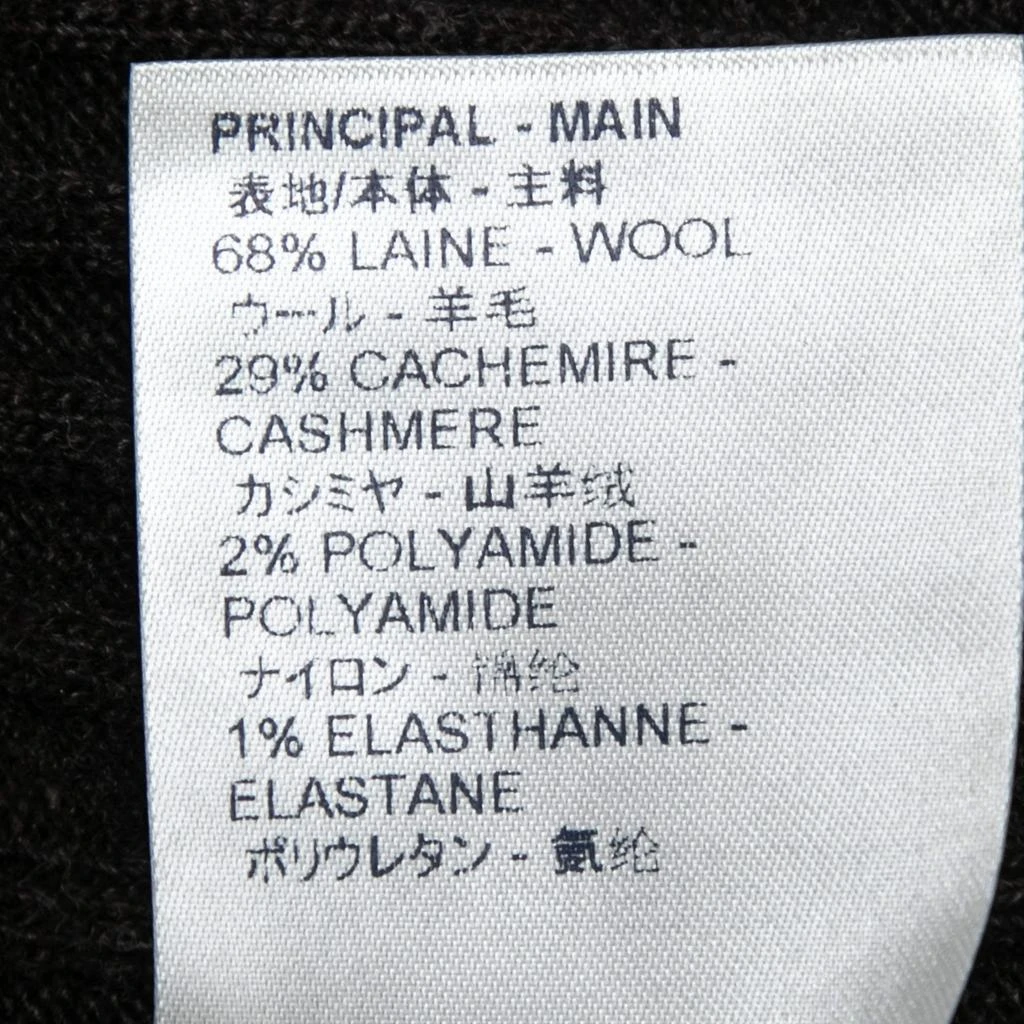 PRINCIPAL - MAIN
表地/本体 - 主料
68% LAINE - WOOL
ウール - 羊毛
29% CACHEMIRE -
CASHMERE
カシミヤ - 山羊绒
2% POLYAMIDE -
POLYAMIDE
ナイロン - 锦纶
1% ELASTHANNE -
ELASTANE
ポリウレタン - 氨纶